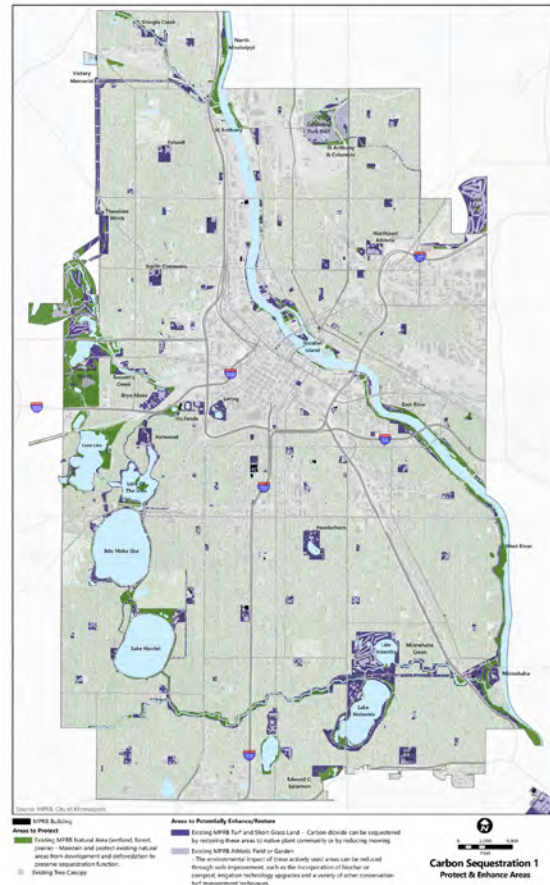 Shingle Creek
North
Mississippi
Victory
Memorial
St Anthony
Columbia
Park Golf
Folwell
St Anthony
& Columbia
Theodore
Wirth
Northeast
Athletic
North Commons
Nicollet
Island
Bassett's
Creek
Bryn Mawr
Loring
East River
Cedar Lake
Kenwood
Lake
The Isles
Bde Maka Ska
Powderhorn
West River
Lake Harriet
Lake
Hiawatha
Minnehaha
Creek
Minnehaha
Lake
Nokomis
Edward C.
Solomon
Source: MPRB, City of Minneapolis
MPRB Building
Areas to Protect
Existing MPRB Natural Area (wetland, forest,
prairie) - Maintain and protect existing natural
areas from development and deforestation to
preserve sequestration function.
Existing Tree Canopy
Areas to Potentially Enhance/Restore
Existing MPRB Turf and Short Grass Land - Carbon dioxide can be sequestered
by restoring these areas to native plant community or by reducing mowing.
Existing MPRB Athletic Field or Garden
- The environmental impact of these actively used areas can be reduced
through soil improvement, such as the incorporation of biochar or
compost, irrigation technology upgrades and a variety of other conservation
turf management techniques.
Feet
Carbon Sequestration 1
Protect & Enhance Areas